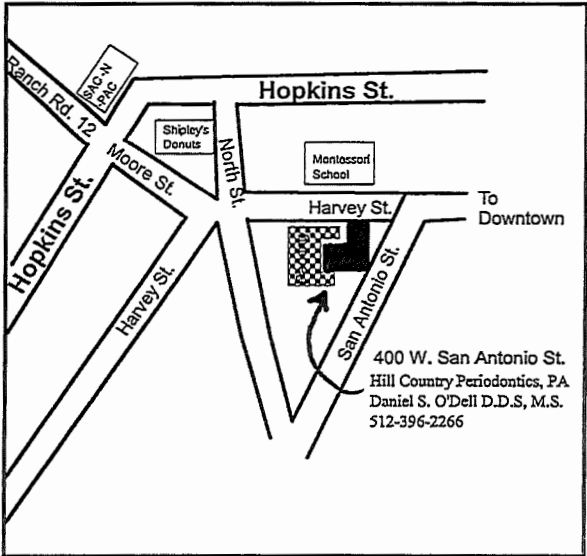 Ranch Rd. 12
SAC-N
-PAC
Hopkins St.
Shipley's
Donuts
North St.
Moore St.
Montessori
School
Harvey St.
To
Downtown
Hopkins St.
Harvey St.
San Antonio St.
400 W. San Antonio St.
Hill Country Periodontics, PA
Daniel S. O'Dell D.D.S, M.S.
512-396-2266